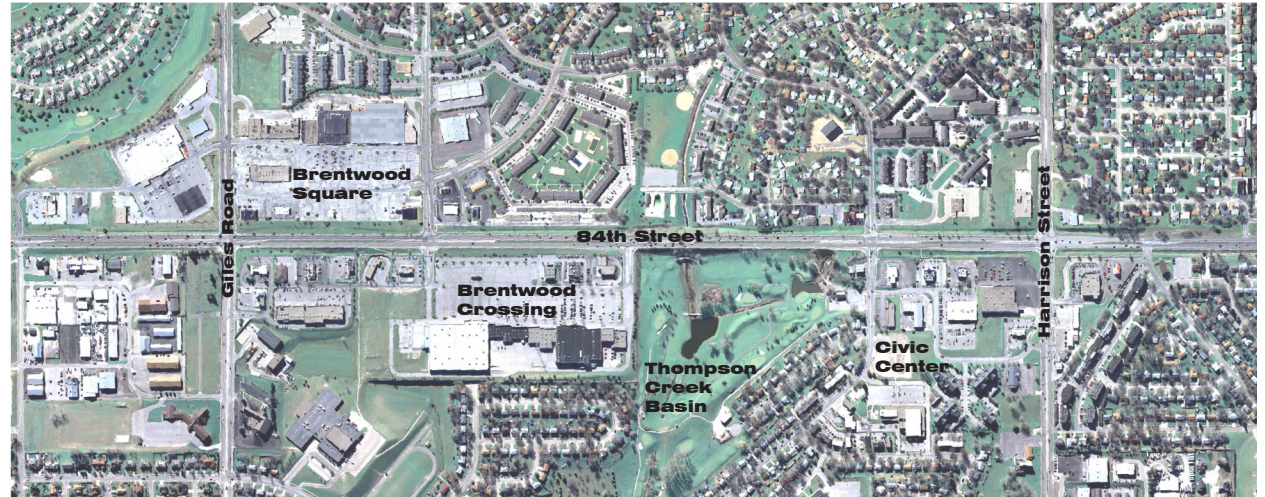 Brentwood
Square
Giles Road
84th Street
Harrison Street
Brentwood
Crossing
Thompson
Creek
Basin
Civic
Center